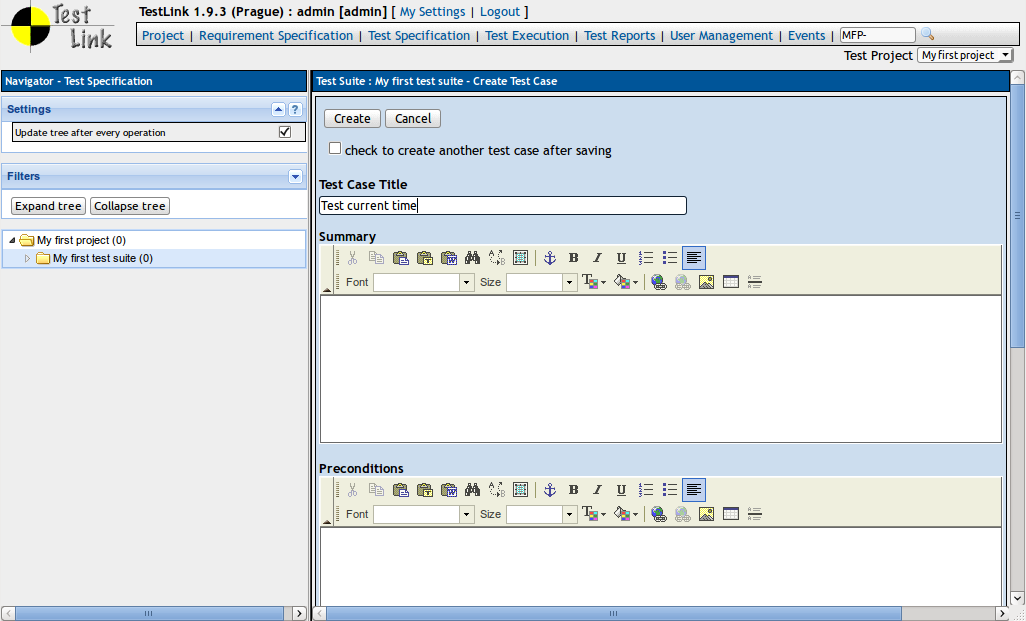 Test Link
TestLink 1.9.3 (Prague) : admin [admin] [ My Settings | Logout ]
Project | Requirement Specification | Test Specification | Test Execution | Test Reports | User Management | Events | MFP-
Test Project My first project
Navigator - Test Specification
Settings ?
Update tree after every operation
Filters
Expand tree Collapse tree
My first project (0)
My first test suite (0)
Test Suite : My first test suite - Create Test Case
Create Cancel
check to create another test case after saving
Test Case Title
Test current time
Summary
B I U
Font Size
Preconditions
B I U
Font Size